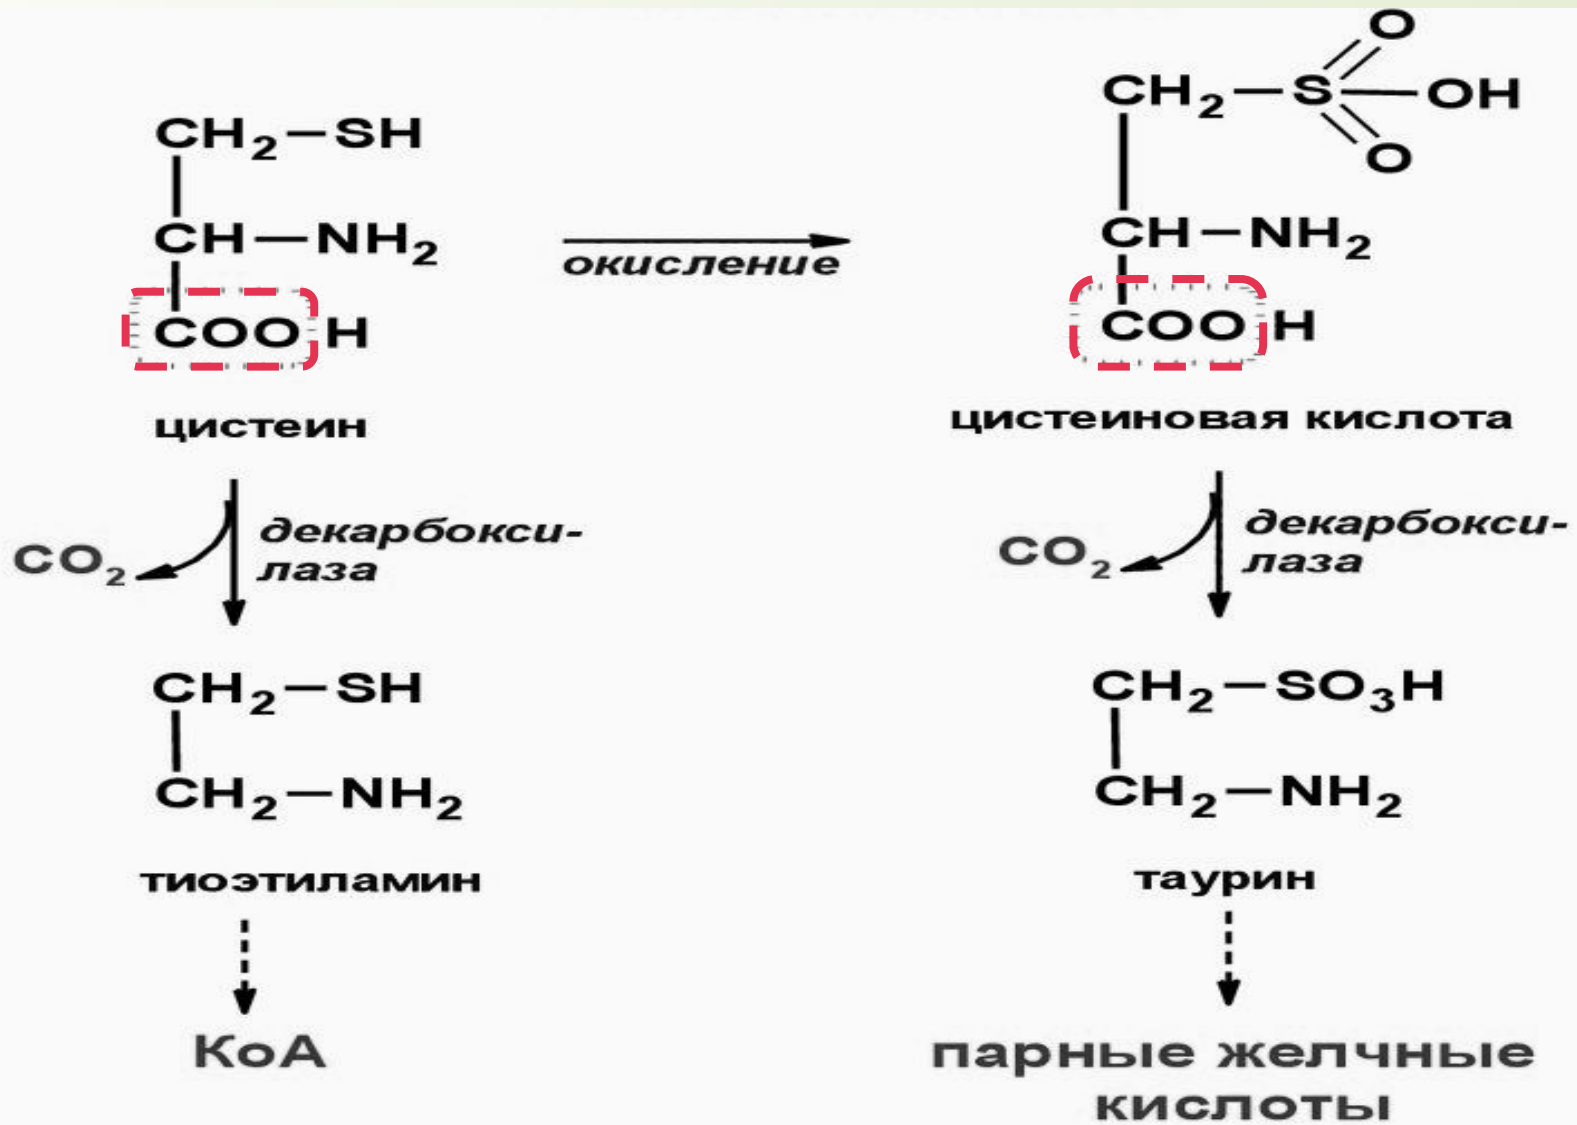 CH₂—SH
CH—NH₂
COOH
цистеин
окисление
O
CH₂—S—OH
O
CH—NH₂
COOH
цистеиновая кислота
CO₂
декарбокси-
лаза
CO₂
декарбокси-
лаза
CH₂—SH
CH₂—NH₂
тиоэтиламин
КоА
CH₂—SO₃H
CH₂—NH₂
таурин
парные желчные
кислоты